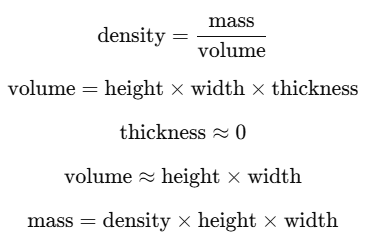 density = mass / volume
volume = height × width × thickness
thickness ≈ 0
volume ≈ height × width
mass = density × height × width